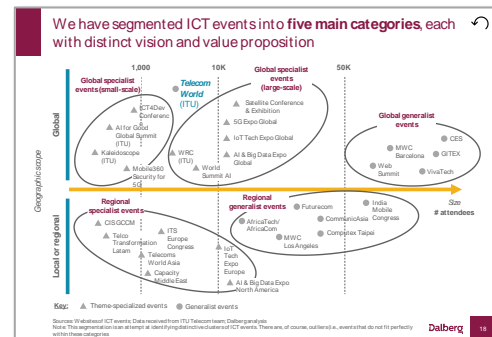 We have segmented ICT events into five main categories, each
with distinct vision and value proposition
1,000
10K
50K
Global specialist
events (small-scale)
Telecom
World
(ITU)
Global specialist
events
(large-scale)
ICT4Dev
Conferenc
AI for Good
Global Summit
(ITU)
Kaleidoscope
(ITU)
Mobile360
Security for
5G
WRC
(ITU)
Satellite Conference
& Exhibition
5G Expo Global
IoT Tech Expo Global
AI & Big Data Expo
Global
World
Summit AI
Global generalist
events
CES
MWC
Barcelona
GITEX
Web
Summit
VivaTech
Global
Geographic scope
Local or regional
Size
# attendees
Regional
specialist events
CISGCCM
Telco
Transformation
Latam
ITS
Europe
Congress
Telecoms
World Asia
Capacity
Middle East
IoT
Tech
Expo
Europe
AI & Big Data Expo
North America
Regional
generalist events
AfricaTech/
AfricaCom
Futurecom
MWC
Los Angeles
CommunicAsia
Computex Taipei
India
Mobile
Congress
Key:
Theme-specialized events
Generalist events
Sources: Websites of ICT events; Data received from ITU Telecom team; Dalberg analysis.
Note: This segmentation is an attempt at identifying distinctive clusters of ICT events. There are, of course, outliers i.e., events that do not fit perfectly
within these categories
Dalberg
18